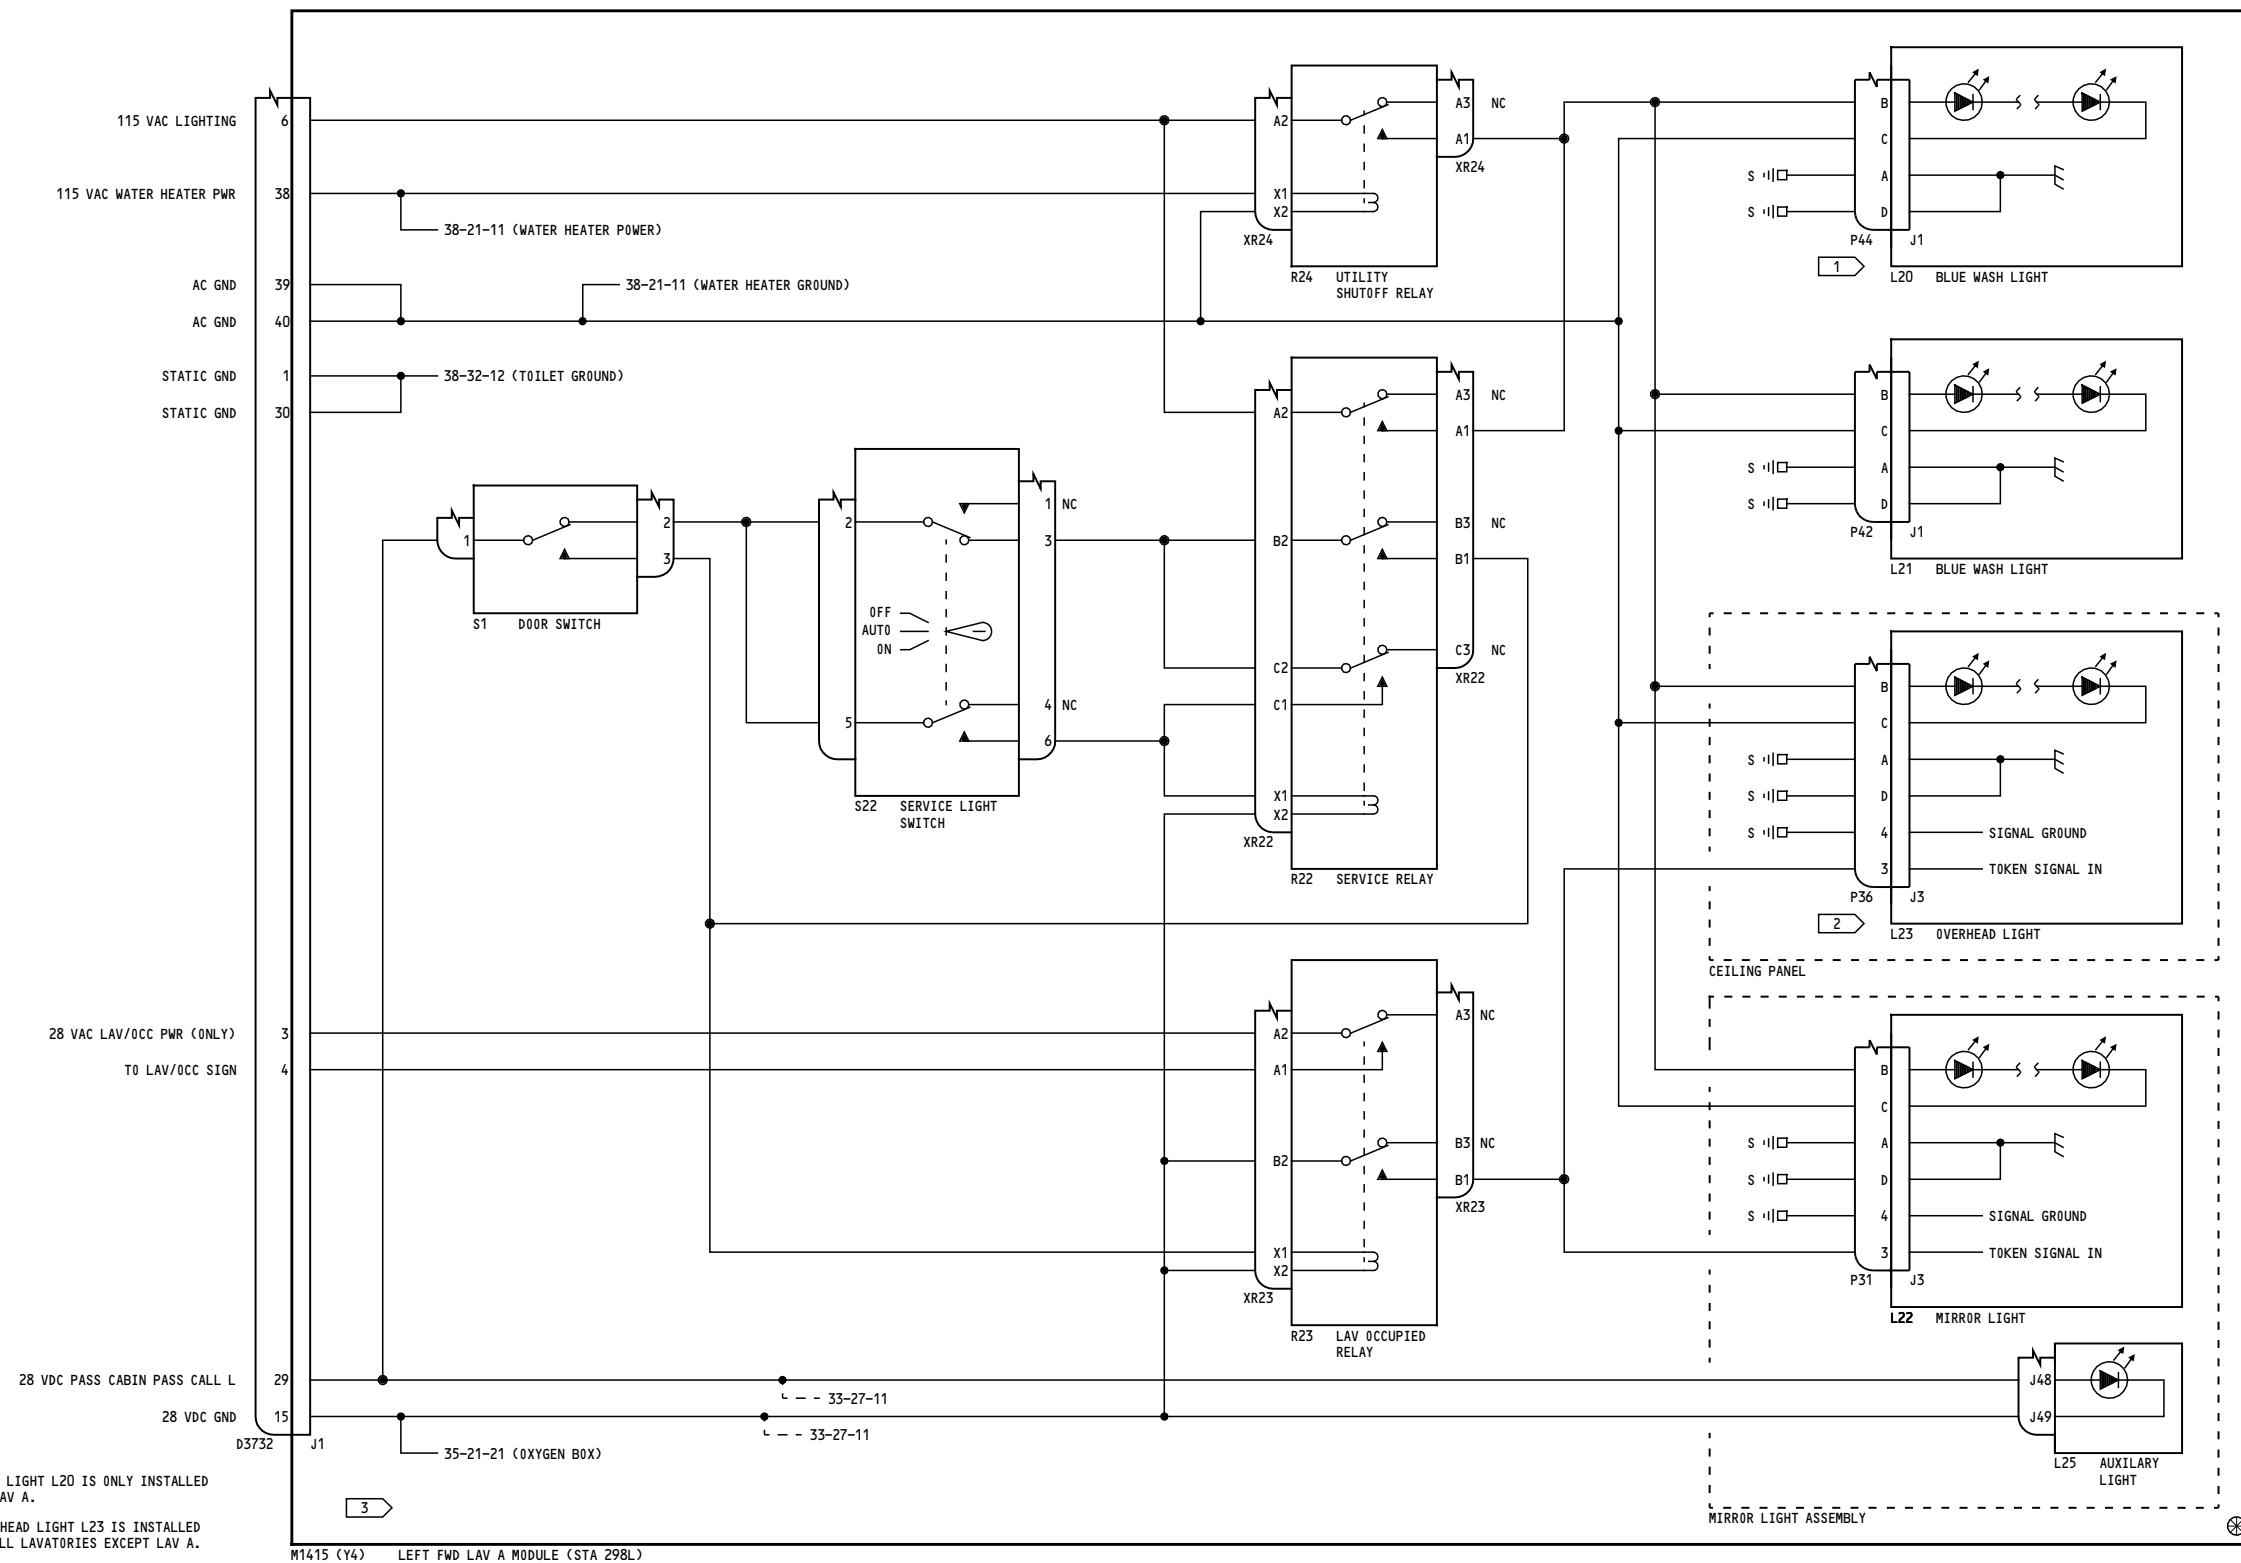 115 VAC LIGHTING 6
115 VAC WATER HEATER PWR 38
38-21-11 (WATER HEATER POWER)
AC GND 39
38-21-11 (WATER HEATER GROUND)
AC GND 40
STATIC GND 1
38-32-12 (TOILET GROUND)
STATIC GND 30
1
2
3
S1 DOOR SWITCH
2
5
OFF
AUTO
ON
1 NC
3
4 NC
6
S22 SERVICE LIGHT
SWITCH
A2
X1
X2
XR24
A3 NC
A1
XR24
R24 UTILITY
SHUTOFF RELAY
A2
B2
C2
C1
X1
X2
XR22
A3 NC
A1
B3 NC
B1
C3 NC
XR22
R22 SERVICE RELAY
28 VAC LAV/OCC PWR (ONLY) 3
TO LAV/OCC SIGN 4
A2
A1
B2
X1
X2
XR23
A3 NC
B3 NC
B1
XR23
R23 LAV OCCUPIED
RELAY
28 VDC PASS CABIN PASS CALL L 29
33-27-11
28 VDC GND 15
33-27-11
D3732 J1
35-21-21 (OXYGEN BOX)
B
C
S A
S D
P44 J1
1
L20 BLUE WASH LIGHT
B
C
S A
S D
P42 J1
L21 BLUE WASH LIGHT
B
C
S A
S D
S 4 SIGNAL GROUND
3 TOKEN SIGNAL IN
P36 J3
2
L23 OVERHEAD LIGHT
CEILING PANEL
B
C
S A
S D
S 4 SIGNAL GROUND
3 TOKEN SIGNAL IN
P31 J3
L22 MIRROR LIGHT
J48
J49
L25 AUXILARY
LIGHT
MIRROR LIGHT ASSEMBLY
LIGHT L20 IS ONLY INSTALLED
AV A.
HEAD LIGHT L23 IS INSTALLED
LL LAVATORIES EXCEPT LAV A.
3
M1415 (Y4) LEFT FWD LAV A MODULE (STA 298L)